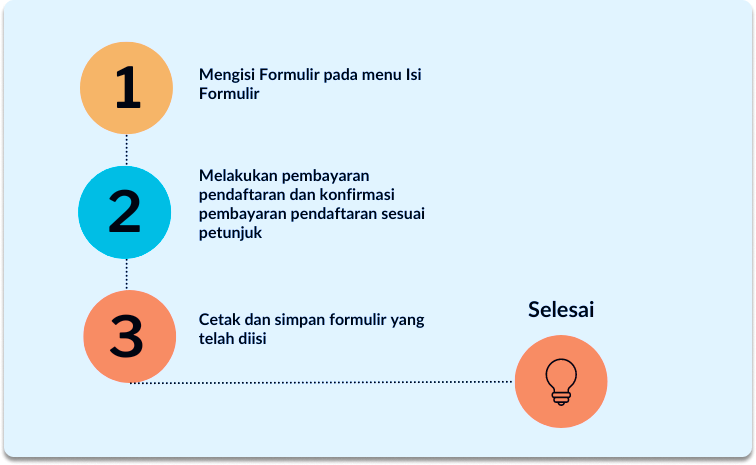 1
Mengisi Formulir pada menu Isi
Formulir
2
Melakukan pembayaran
pendaftaran dan konfirmasi
pembayaran pendaftaran sesuai
petunjuk
3
Cetak dan simpan formulir yang
telah diisi
Selesai